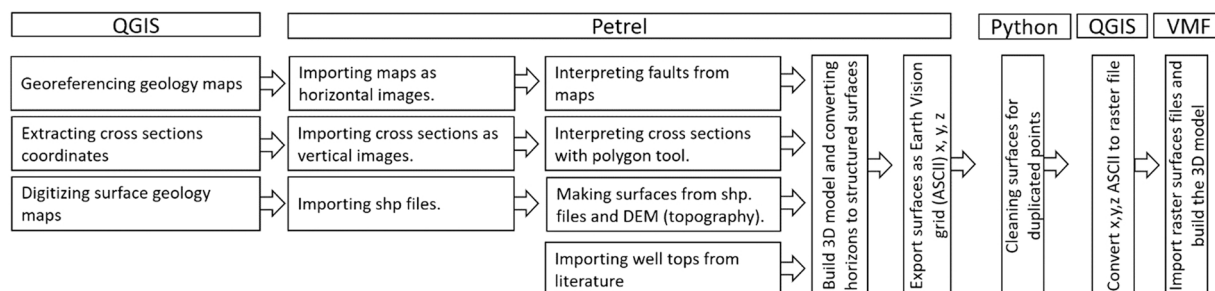 QGIS
Petrel
Python
QGIS
VMF
Georeferencing geology maps
Importing maps as
horizontal images.
Interpreting faults from
maps
Extracting cross sections
coordinates
Importing cross sections as
vertical images.
Interpreting cross sections
with polygon tool.
Digitizing surface geology
maps
Importing shp files.
Making surfaces from shp.
files and DEM (topography).
Importing well tops from
literature
Build 3D model and converting
horizons to structured surfaces
Export surfaces as Earth Vision
grid (ASCII) x, y, z
Cleaning surfaces for
duplicated points
Convert x,y,z ASCII to raster file
Import raster surfaces files and
build the 3D model